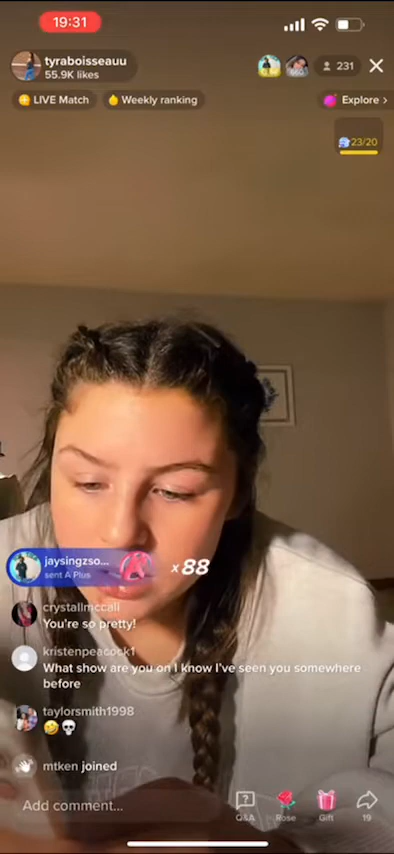 19:31
tyraboisseauu
55.9K likes
231
LIVE Match
Weekly ranking
Explore >
23/20
jaysingzso...
sent A Plus
x88
crystallmccall
You're so pretty!
kristenpeacock1
What show are you on I know I've seen you somewhere
before
taylorsmith1998
🤣💀
mtken joined
Add comment...
Q&A
Rose
Gift
19